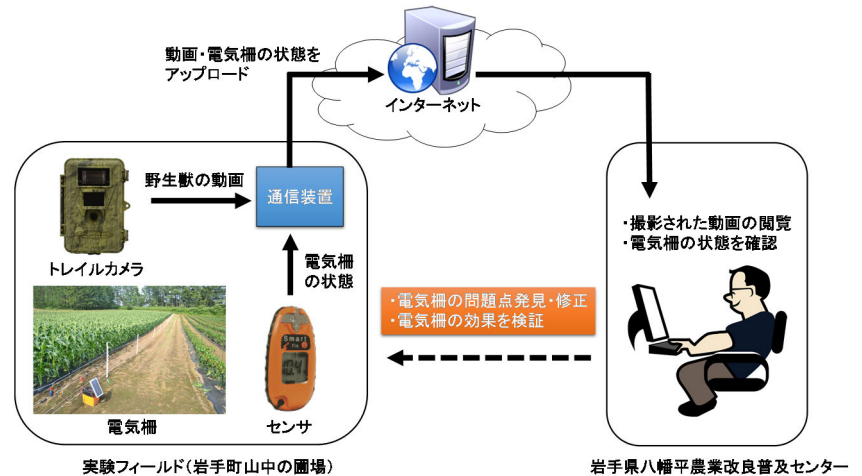 動画・電気柵の状態を
アップロード
インターネット
野生獣の動画
通信装置
トレイルカメラ
電気柵
の状態
電気柵
センサ
Smart
実験フィールド(岩手町山中の圃場)
・電気柵の問題点発見・修正
・電気柵の効果を検証
・撮影された動画の閲覧
・電気柵の状態を確認
岩手県八幡平農業改良普及センター